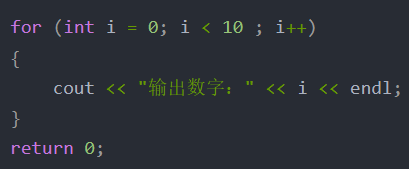 for (int i = 0; i < 10 ; i++)
{
    cout << "输出数字：" << i << endl;
}
return 0;